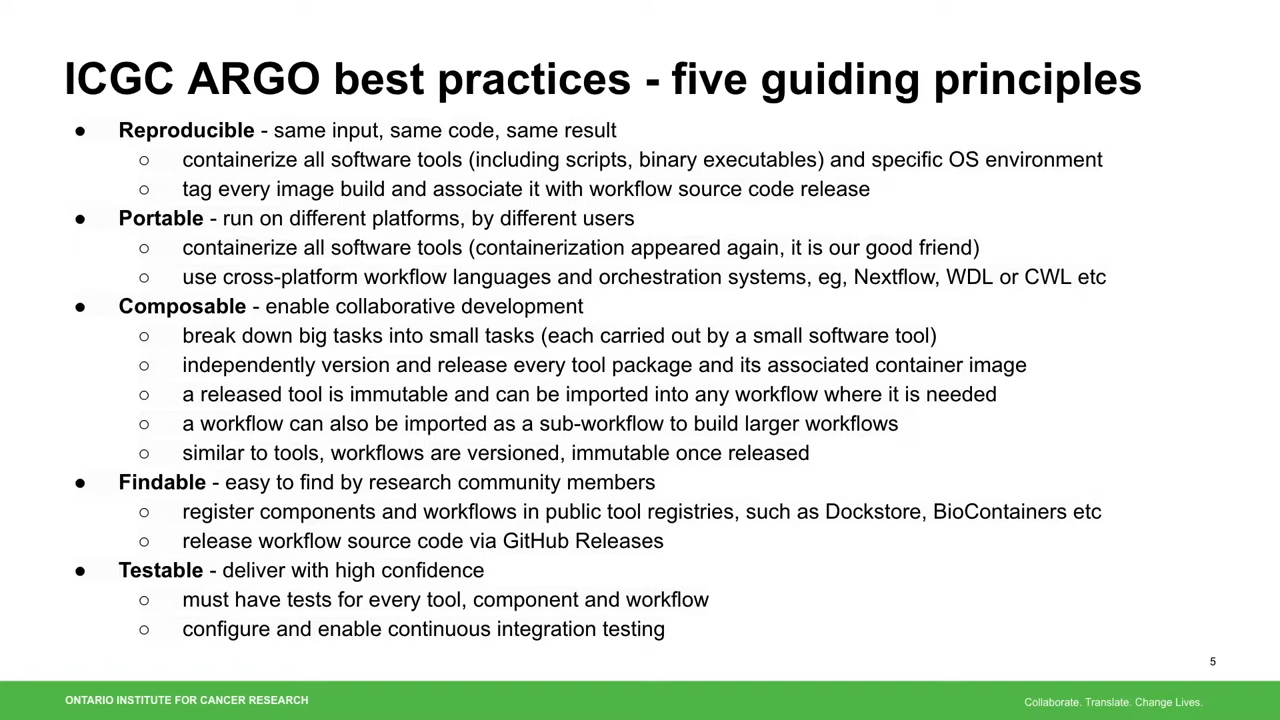 ICGC ARGO best practices - five guiding principles
● Reproducible - same input, same code, same result
○ containerize all software tools (including scripts, binary executables) and specific OS environment
○ tag every image build and associate it with workflow source code release
● Portable - run on different platforms, by different users
○ containerize all software tools (containerization appeared again, it is our good friend)
○ use cross-platform workflow languages and orchestration systems, eg, Nextflow, WDL or CWL etc
● Composable - enable collaborative development
○ break down big tasks into small tasks (each carried out by a small software tool)
○ independently version and release every tool package and its associated container image
○ a released tool is immutable and can be imported into any workflow where it is needed
○ a workflow can also be imported as a sub-workflow to build larger workflows
○ similar to tools, workflows are versioned, immutable once released
● Findable - easy to find by research community members
○ register components and workflows in public tool registries, such as Dockstore, BioContainers etc
○ release workflow source code via GitHub Releases
● Testable - deliver with high confidence
○ must have tests for every tool, component and workflow
○ configure and enable continuous integration testing
5
ONTARIO INSTITUTE FOR CANCER RESEARCH
Collaborate. Translate. Change Lives.